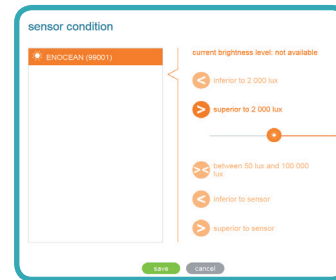 sensor condition
ENOCEAN (99001)
current brightness level: not available
< inferior to 2 000 lux
> superior to 2 000 lux
>< between 50 lux and 100 000
lux
< inferior to sensor
> superior to sensor
save cancel